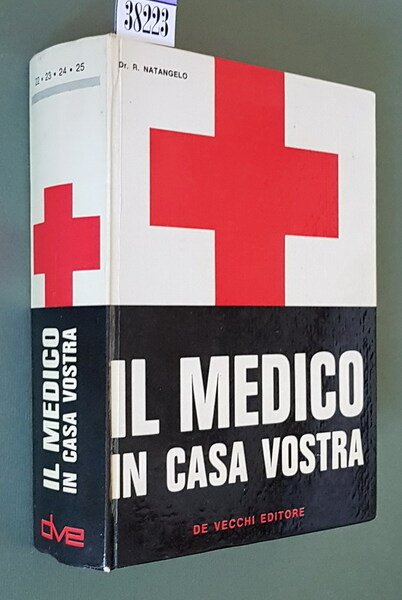 38223
22 • 23 • 24 • 25
Dr. R. NATANGELO
IL MEDICO
IN CASA VOSTRA
DE VECCHI EDITORE
IL MEDICO
IN CASA VOSTRA
dve